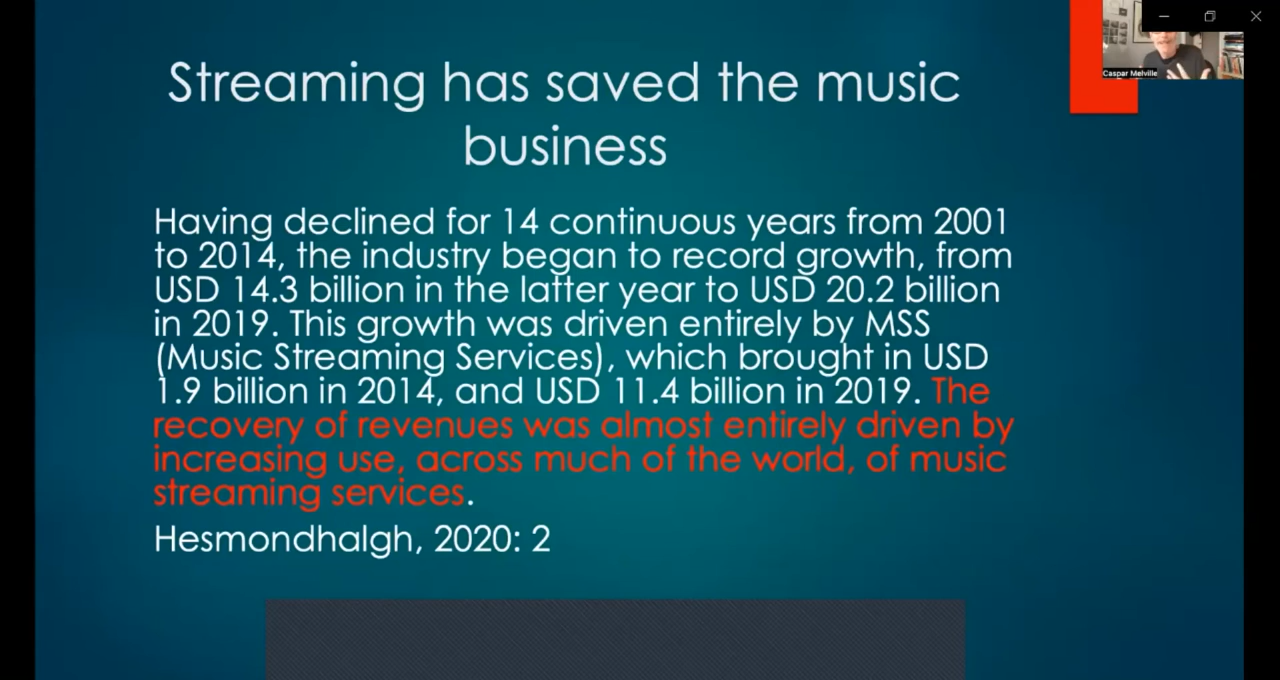 Streaming has saved the music
business
Having declined for 14 continuous years from 2001
to 2014, the industry began to record growth, from
USD 14.3 billion in the latter year to USD 20.2 billion
in 2019. This growth was driven entirely by MSS
(Music Streaming Services), which brought in USD
1.9 billion in 2014, and USD 11.4 billion in 2019. The
recovery of revenues was almost entirely driven by
increasing use, across much of the world, of music
streaming services.
Hesmondhalgh, 2020: 2
Caspar Melville